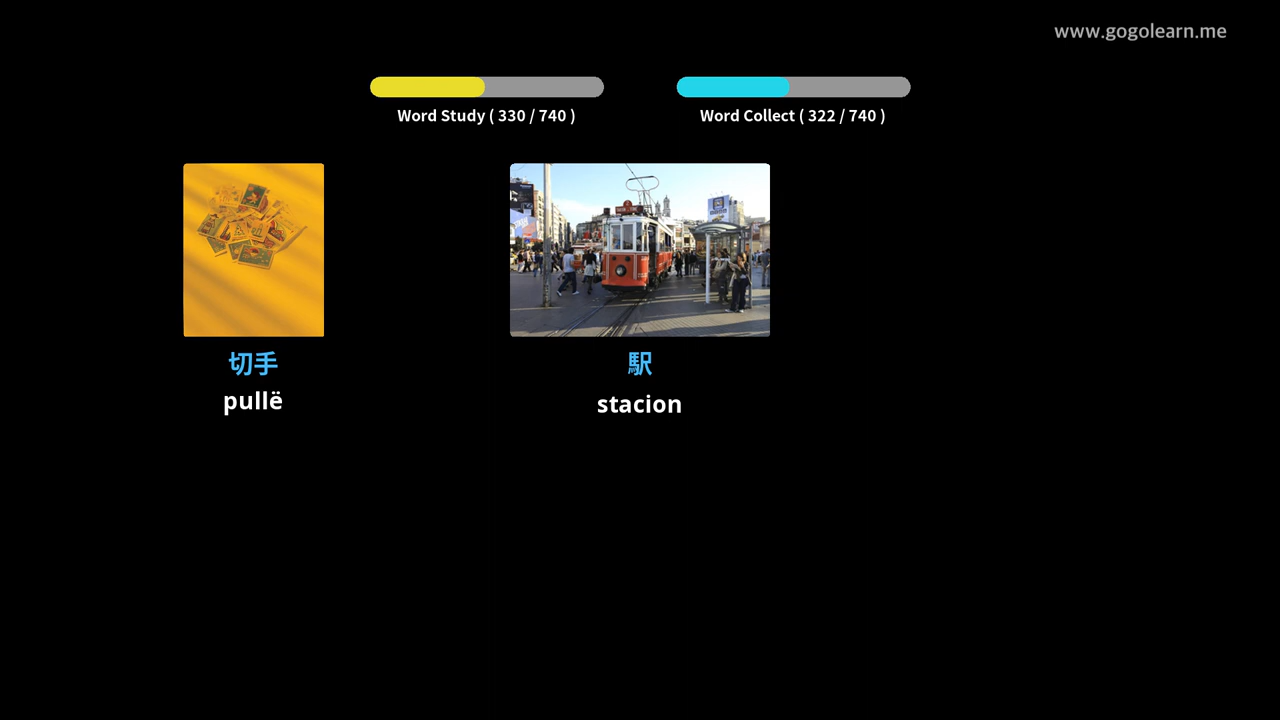 www.gogolearn.me
Word Study ( 330 / 740 )
Word Collect ( 322 / 740 )
切手
駅
pullë
stacion